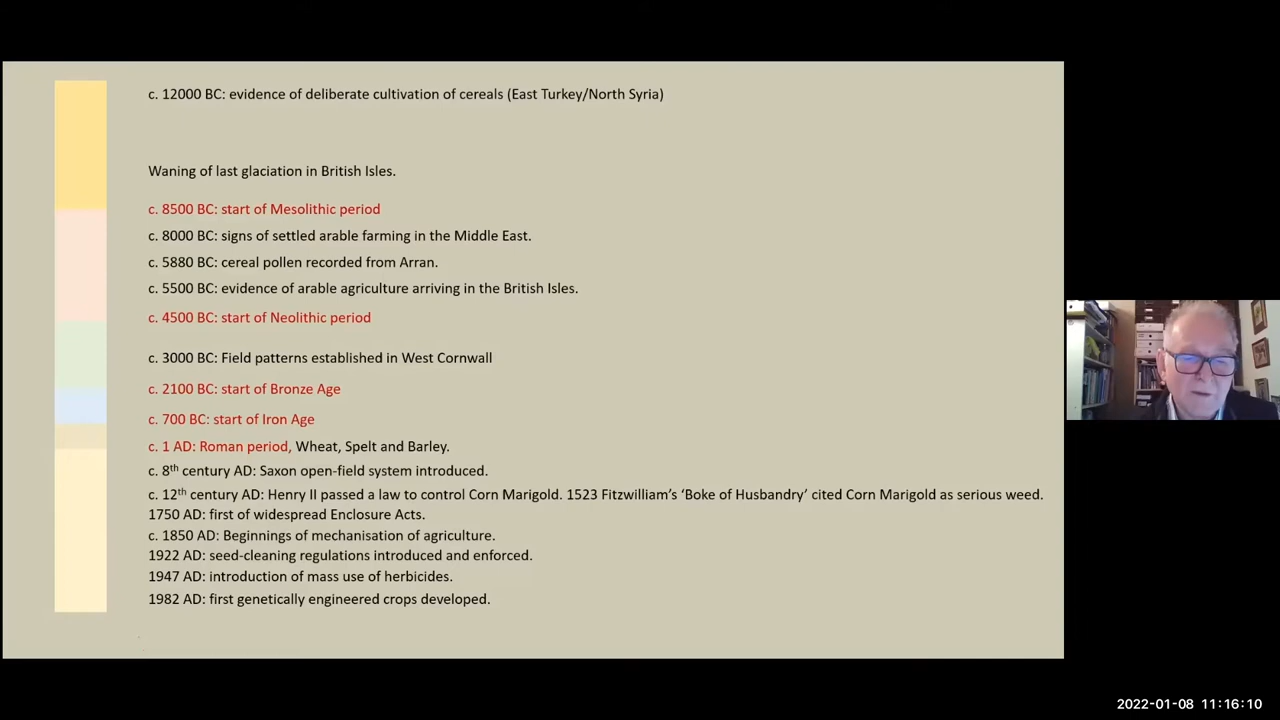 c. 12000 BC: evidence of deliberate cultivation of cereals (East Turkey/North Syria)
Waning of last glaciation in British Isles.
c. 8500 BC: start of Mesolithic period
c. 8000 BC: signs of settled arable farming in the Middle East.
c. 5880 BC: cereal pollen recorded from Arran.
c. 5500 BC: evidence of arable agriculture arriving in the British Isles.
c. 4500 BC: start of Neolithic period
c. 3000 BC: Field patterns established in West Cornwall
c. 2100 BC: start of Bronze Age
c. 700 BC: start of Iron Age
c. 1 AD: Roman period, Wheat, Spelt and Barley.
c. 8th century AD: Saxon open-field system introduced.
c. 12th century AD: Henry II passed a law to control Corn Marigold. 1523 Fitzwilliam’s ‘Boke of Husbandry’ cited Corn Marigold as serious weed.
1750 AD: first of widespread Enclosure Acts.
c. 1850 AD: Beginnings of mechanisation of agriculture.
1922 AD: seed-cleaning regulations introduced and enforced.
1947 AD: introduction of mass use of herbicides.
1982 AD: first genetically engineered crops developed.
2022-01-08 11:16:10